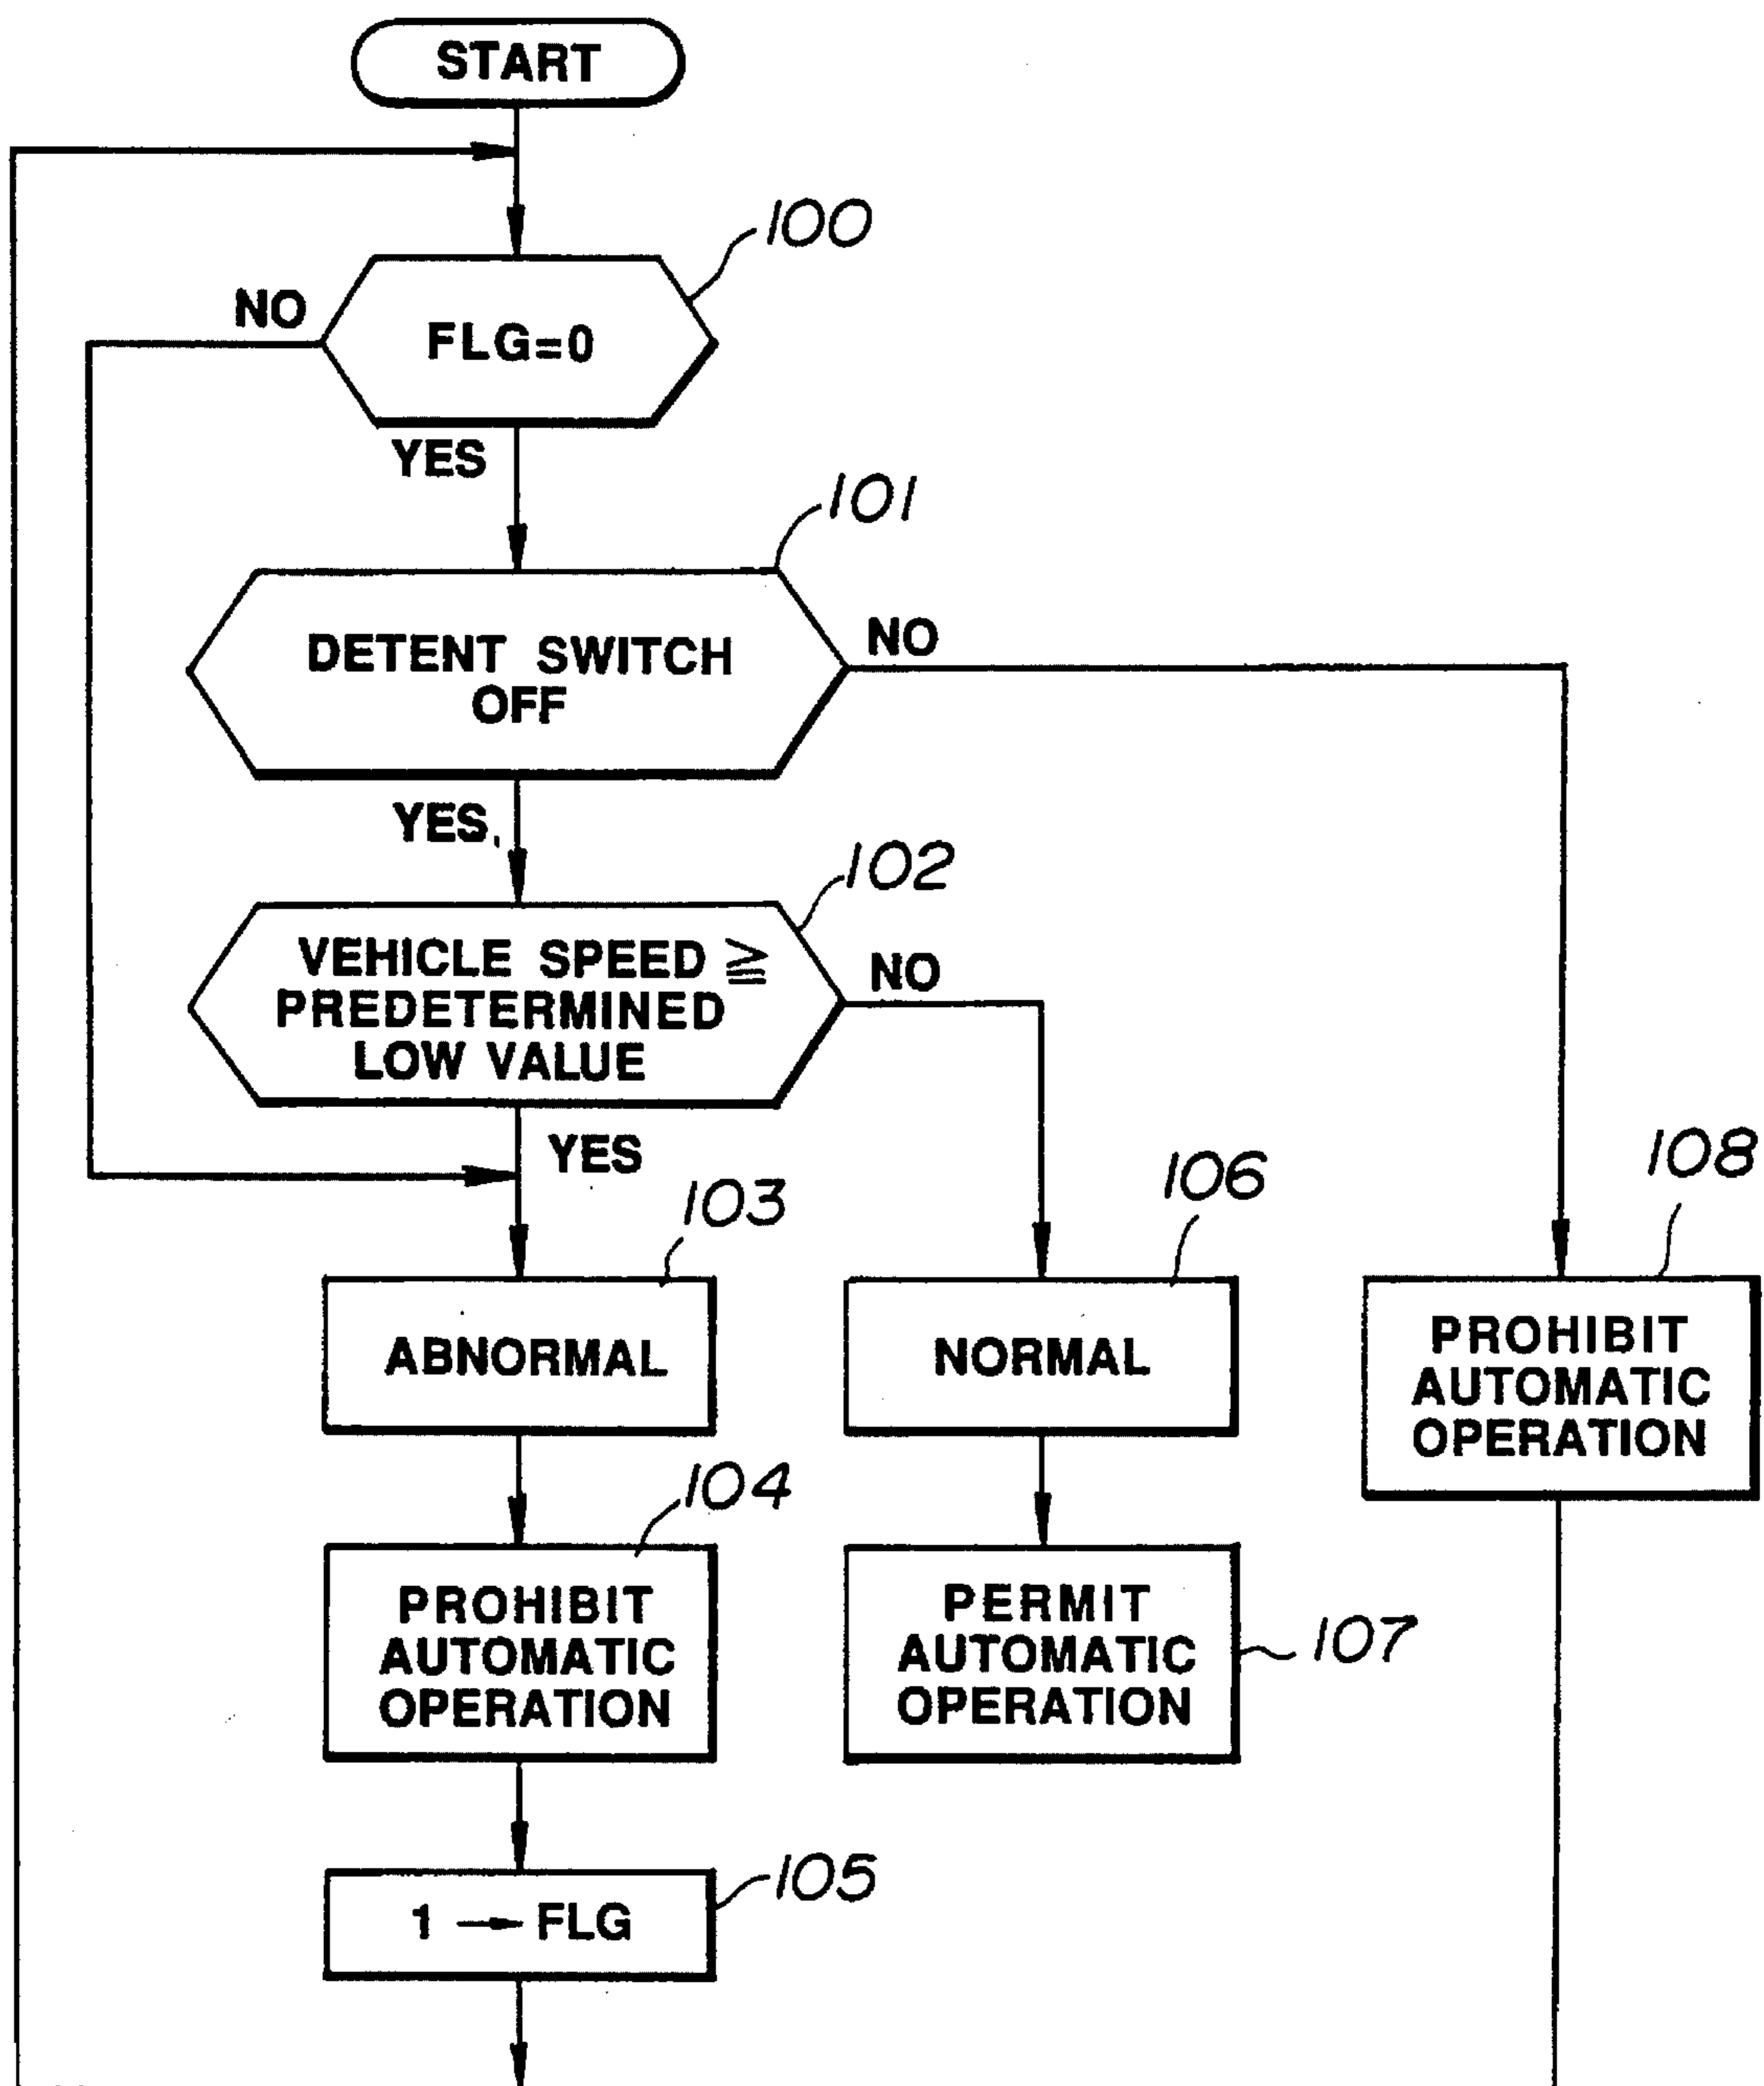 START
100
NO
FLG=0
YES
101
DETENT SWITCH
OFF
NO
YES
102
VEHICLE SPEED ≧
PREDETERMINED
LOW VALUE
NO
YES
103
106
108
ABNORMAL
NORMAL
PROHIBIT
AUTOMATIC
OPERATION
104
PROHIBIT
AUTOMATIC
OPERATION
PERMIT
AUTOMATIC
OPERATION
107
105
1 → FLG